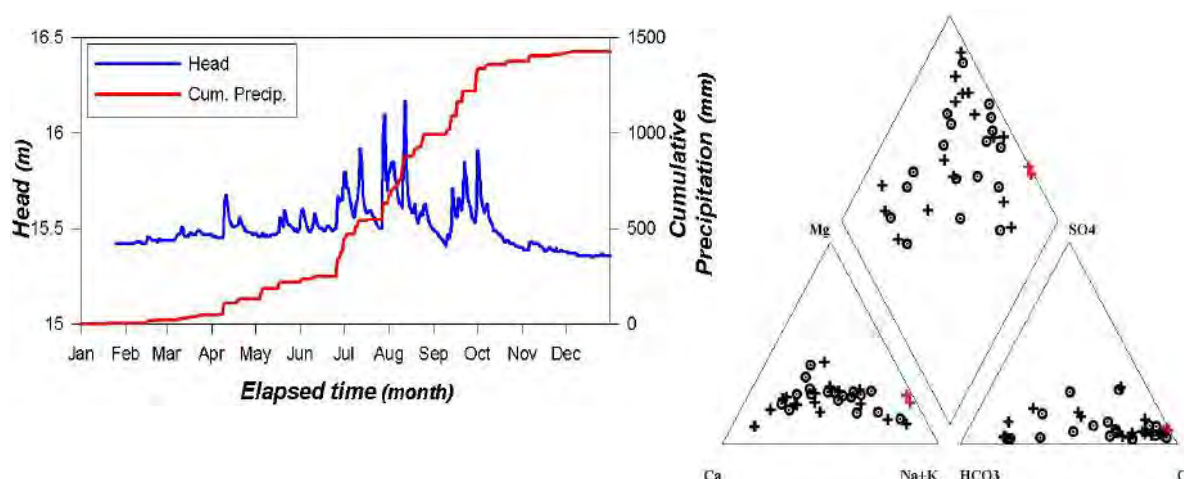 16.5
16
15.5
15
Head (m)
Head
Cum. Precip.
1500
1000
500
0
Cumulative
Precipitation (mm)
Jan Feb Mar Apr May Jun Jul Aug Sep Oct Nov Dec
Elapsed time (month)
Mg
SO4
Ca
Na+K
HCO3